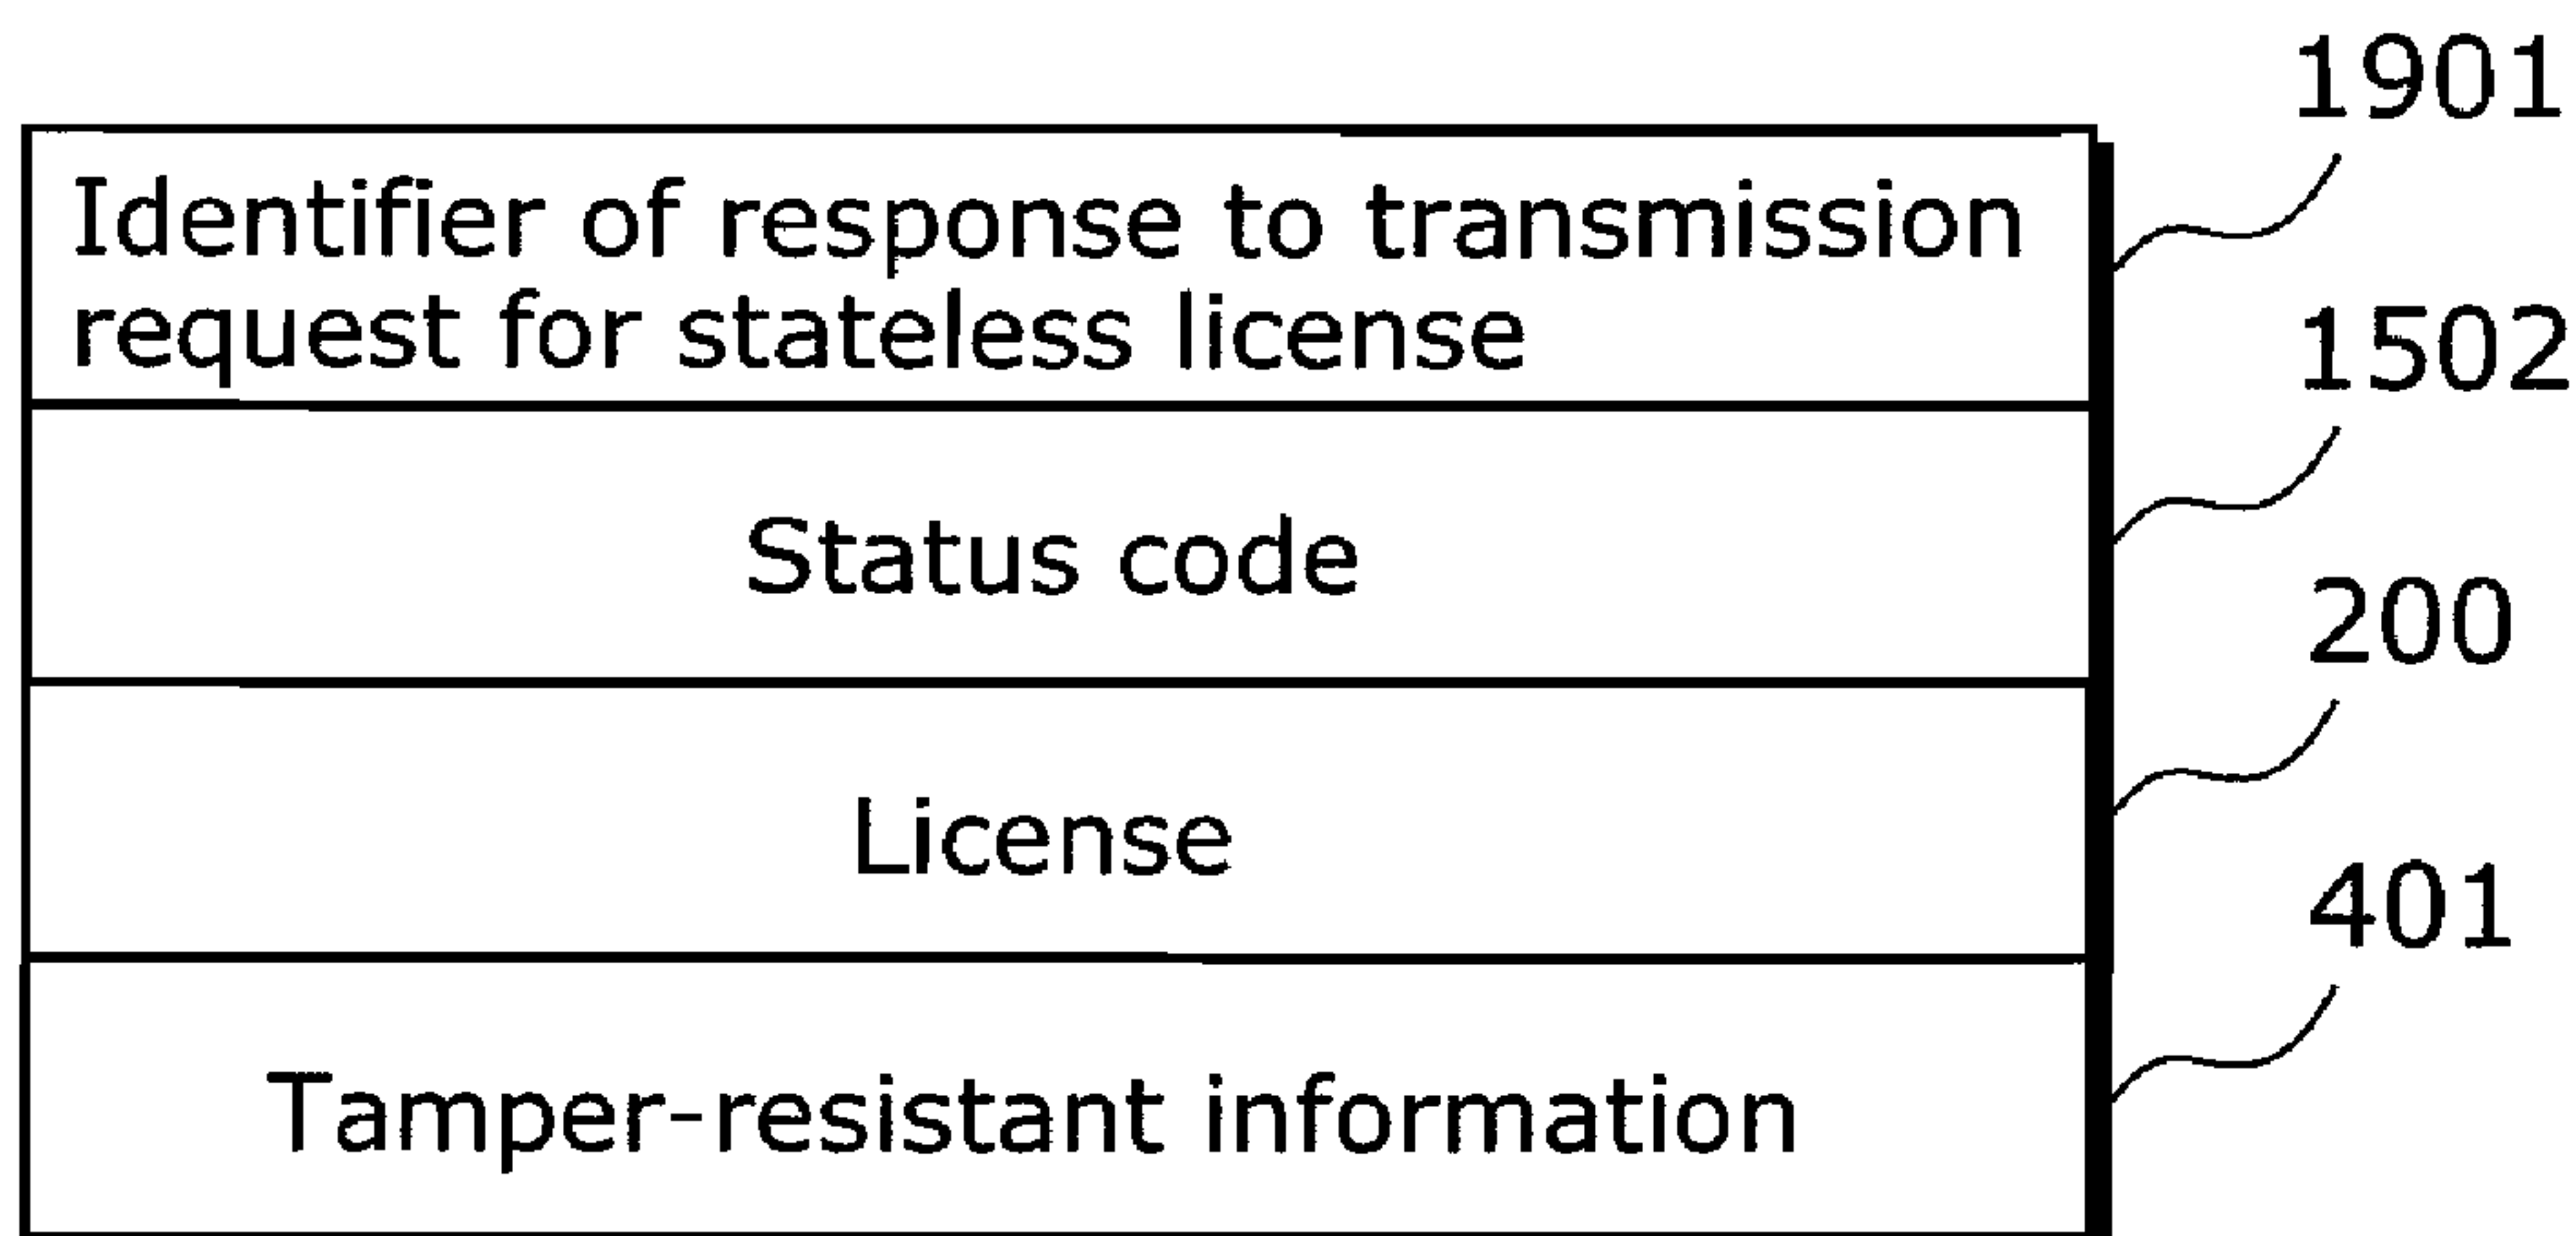 1901
Identifier of response to transmission
request for stateless license
1502
Status code
200
License
401
Tamper-resistant information